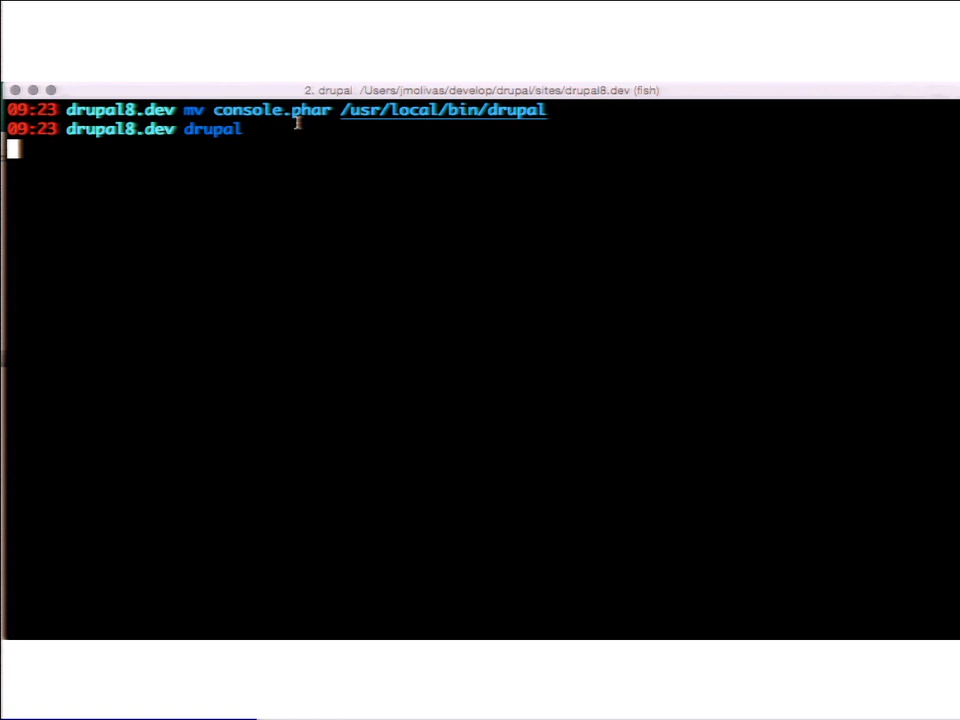 2. drupal /Users/jmolivas/develop/drupal/sites/drupal8.dev (fish)
09:23 drupal8.dev mv console.phar /usr/local/bin/drupal
09:23 drupal8.dev drupal